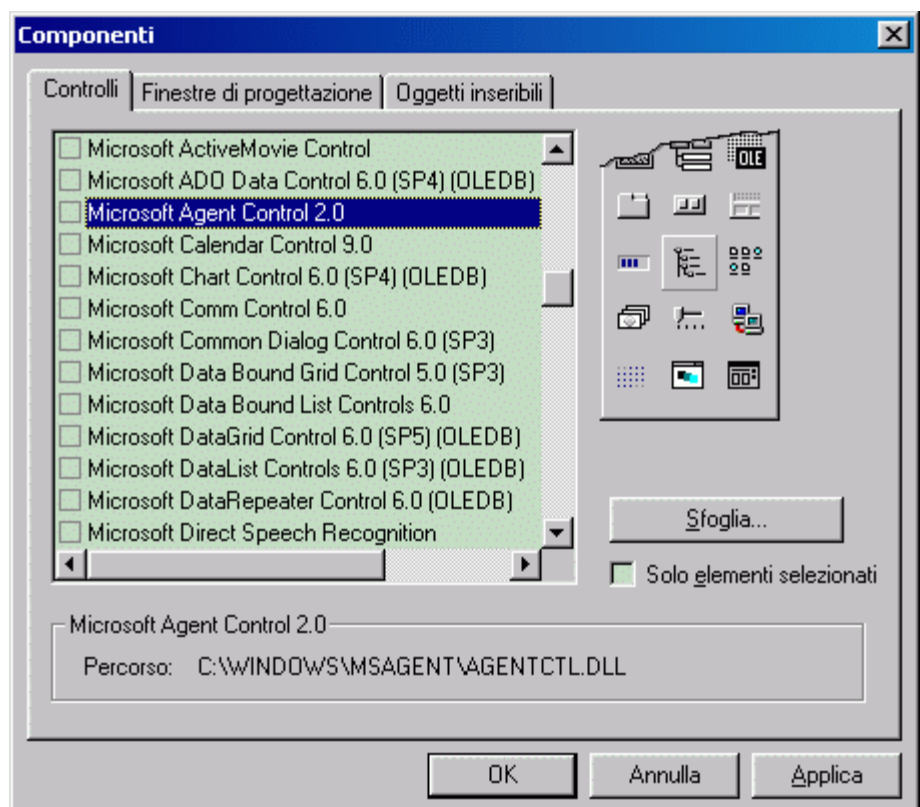 Componenti
Controlli
Finestre di progettazione
Oggetti inseribili
Microsoft ActiveMovie Control
Microsoft ADO Data Control 6.0 (SP4) (OLEDB)
Microsoft Agent Control 2.0
Microsoft Calendar Control 9.0
Microsoft Chart Control 6.0 (SP4) (OLEDB)
Microsoft Comm Control 6.0
Microsoft Common Dialog Control 6.0 (SP3)
Microsoft Data Bound Grid Control 5.0 (SP3)
Microsoft Data Bound List Controls 6.0
Microsoft DataGrid Control 6.0 (SP5) (OLEDB)
Microsoft DataList Controls 6.0 (SP3) (OLEDB)
Microsoft DataRepeater Control 6.0 (OLEDB)
Microsoft Direct Speech Recognition
OLE
Sfoglia...
Solo elementi selezionati
Microsoft Agent Control 2.0
Percorso: C:\WINDOWS\MSAGENT\AGENTCTL.DLL
OK
Annulla
Applica